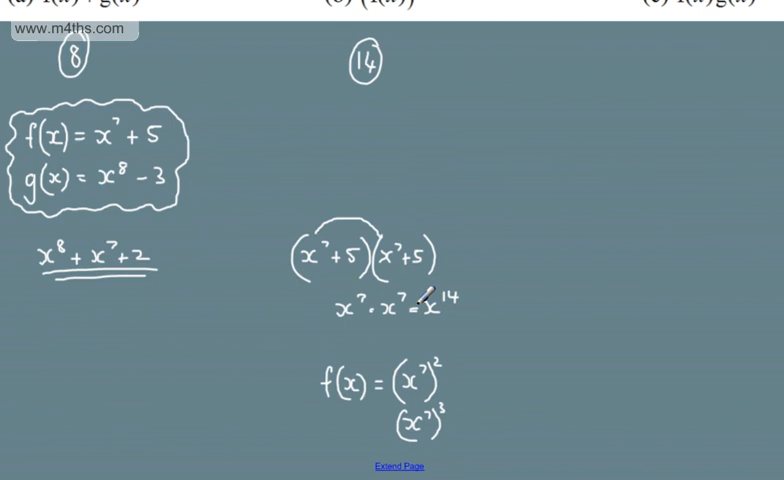 www.m4ths.com
8
14
f(x) = x⁷ + 5
g(x) = x⁸ - 3
x⁸ + x⁷ + 2
(x⁷ + 5)(x⁷ + 5)
x⁷ · x⁷ = x¹⁴
f(x) = (x⁷)²
(x⁷)³
Extend Page